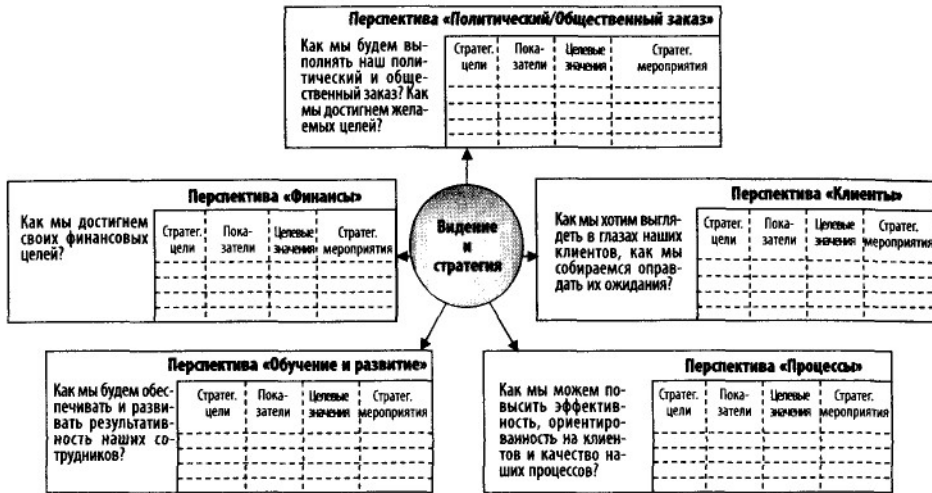 Перспектива «Политический/Общественный заказ»
Как мы будем вы-
полнять наш поли-
тический и обще-
ственный заказ? Как
мы достигнем жела-
емых целей?
Стратег. Пока- Целевые Стратег.
цели затели значения мероприятия
Перспектива «Финансы»
Как мы достигнем
своих финансовых
целей?
Стратег. Пока- Целевые Стратег.
цели затели значения мероприятия
Видение
и
стратегия
Перспектива «Клиенты»
Как мы хотим выгля-
деть в глазах наших
клиентов, как мы
собираемся оправ-
дать их ожидания?
Стратег. Пока- Целевые Стратег.
цели затели значения мероприятия
Перспектива «Обучение и развитие»
Как мы будем обес-
печивать и разви-
вать результатив-
ность наших со-
трудников?
Стратег. Пока- Целевые Стратег.
цели затели значения мероприятия
Перспектива «Процессы»
Как мы можем по-
высить эффектив-
ность, ориентиро-
ванность на клиен-
тов и качество на-
ших процессов?
Стратег. Пока- Целевые Стратег.
цели затели значения мероприятия